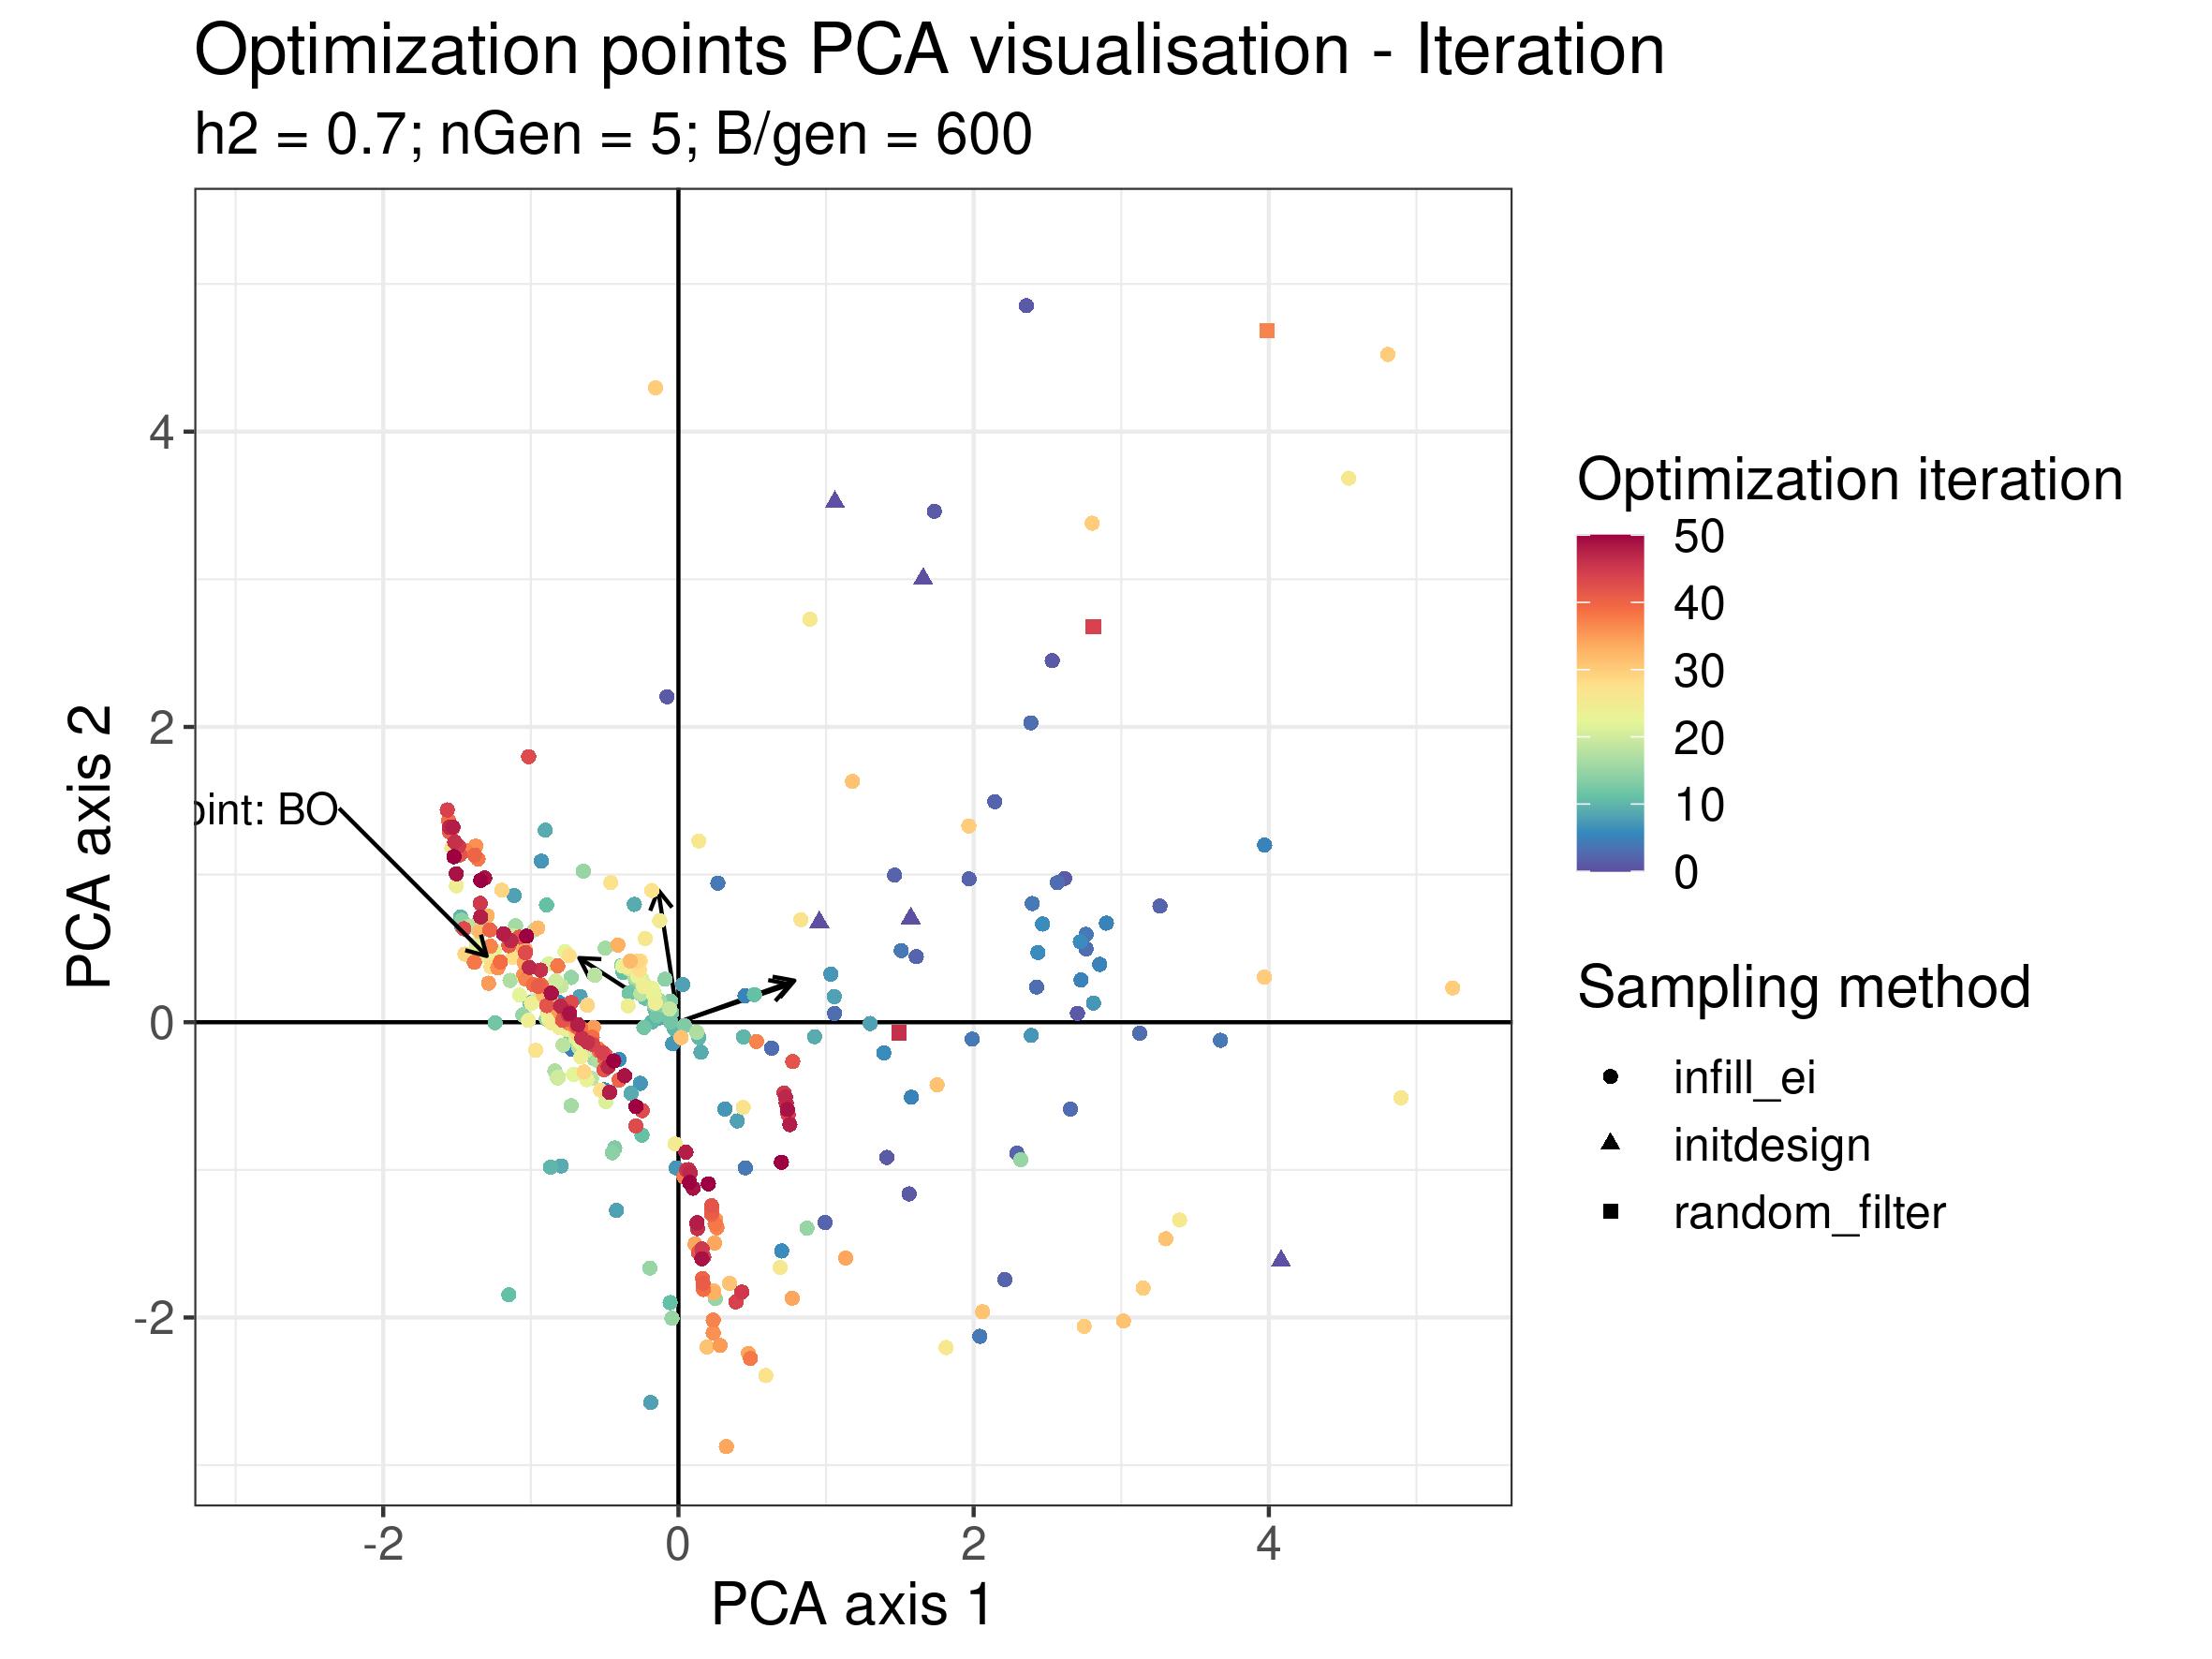 Optimization points PCA visualisation - Iteration
h2 = 0.7; nGen = 5; B/gen = 600
PCA axis 2
4
2
0
-2
oint: BO
-2
0
2
4
PCA axis 1
Optimization iteration
50
40
30
20
10
0
Sampling method
infill_ei
initdesign
random_filter